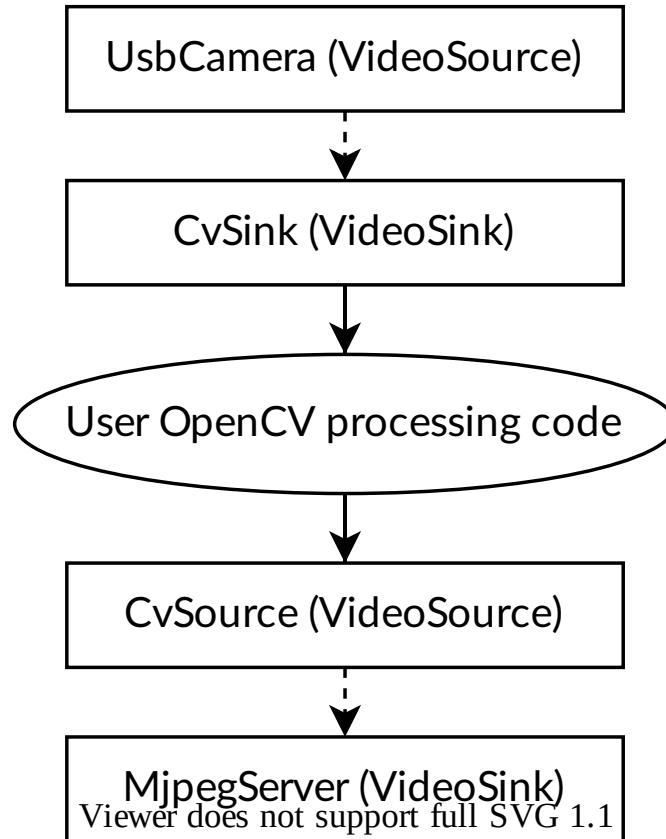 UsbCamera (VideoSource)
CvSink (VideoSink)
User OpenCV processing code
CvSource (VideoSource)
MjpegServer (VideoSink)
Viewer does not support full SVG 1.1